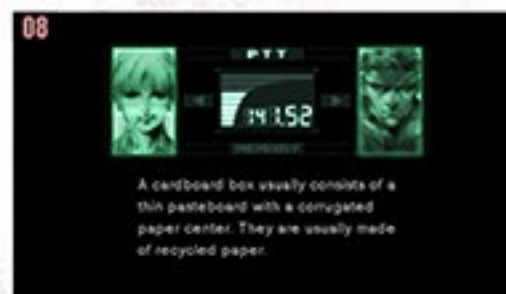 08
PTT
141.52
MEMORY
A cardboard box usually consists of a
thin pasteboard with a corrugated
paper center. They are usually made
of recycled paper.